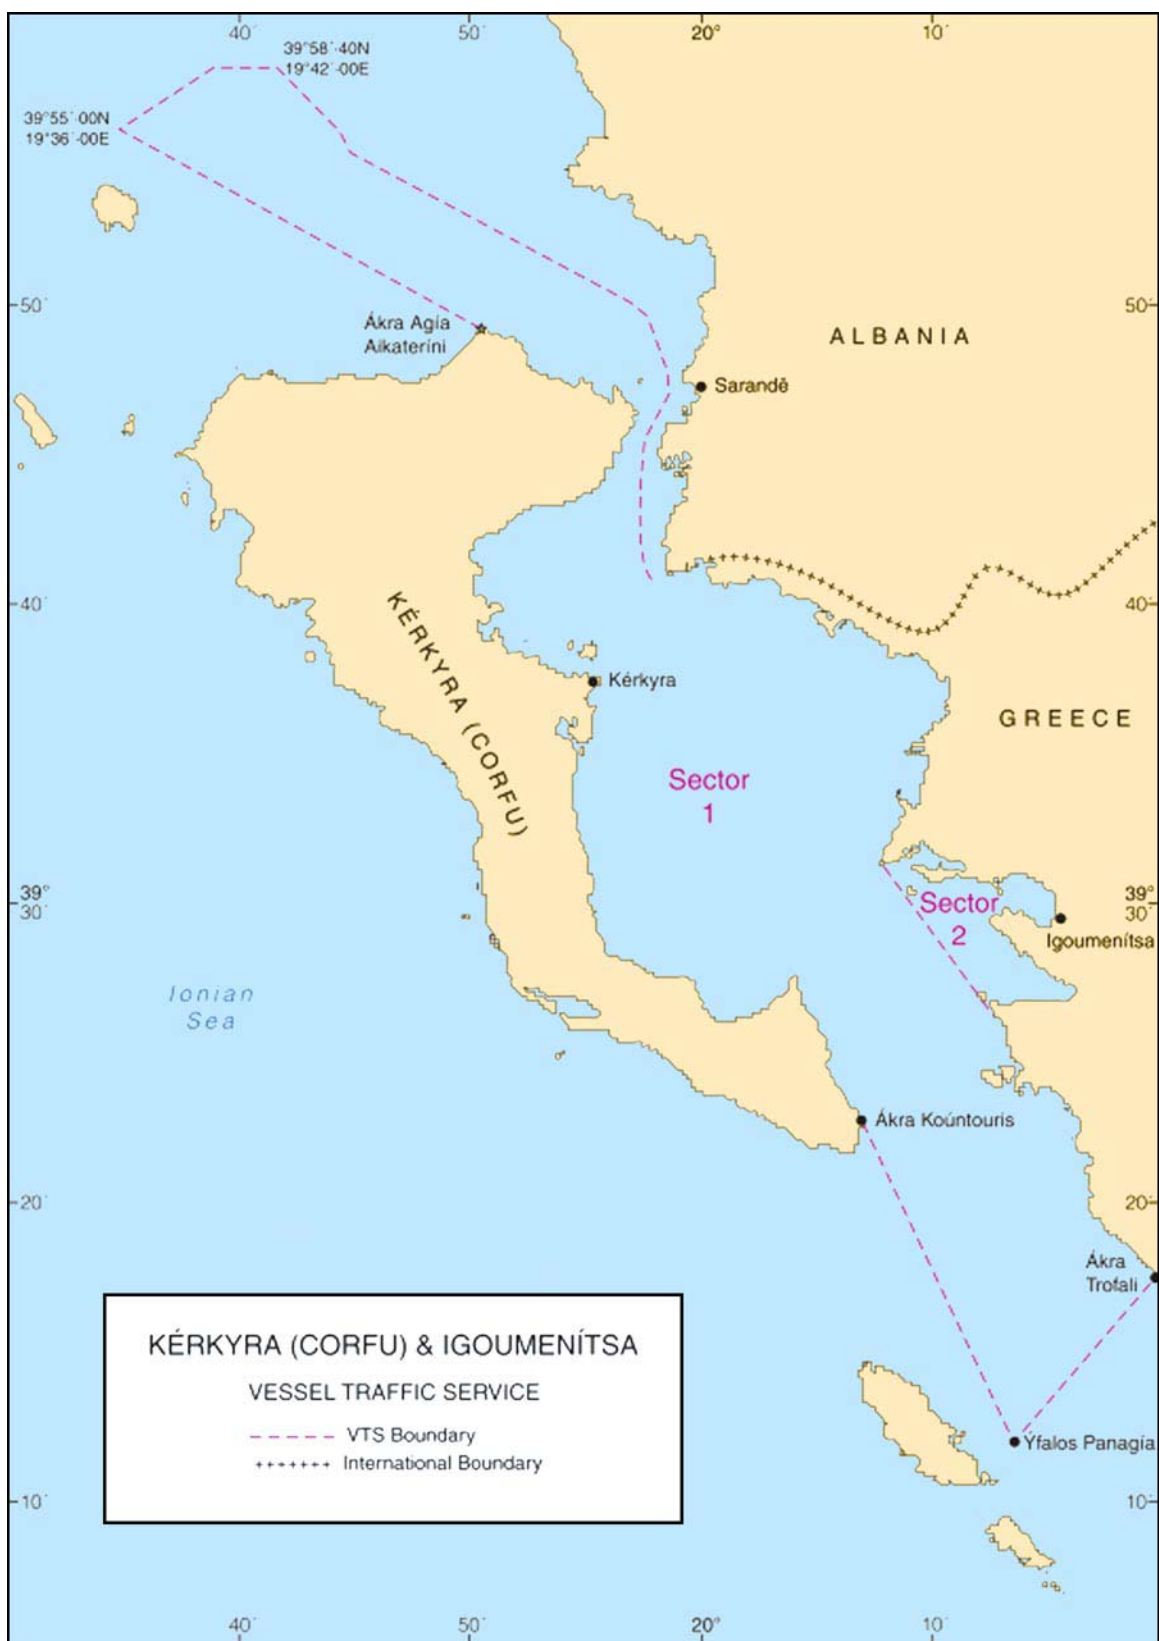 40´
50´
20°
10´
39°58´·40N
19°42´·00E
39°55´·00N
19°36´·00E
50´
50´
Ákra Agía
Aikateríni
ALBANIA
Sarandë
40´
40´
KÉRKYRA (CORFU)
Kérkyra
GREECE
Sector
1
39°
30´
39°
30´
Sector
2
Igoumenítsa
Ionian
Sea
Ákra Koúntouris
20´
20´
Ákra
Trofali
KÉRKYRA (CORFU) & IGOUMENÍTSA
VESSEL TRAFFIC SERVICE
VTS Boundary
International Boundary
Ýfalos Panagía
10´
10´
40´
50´
20°
10´